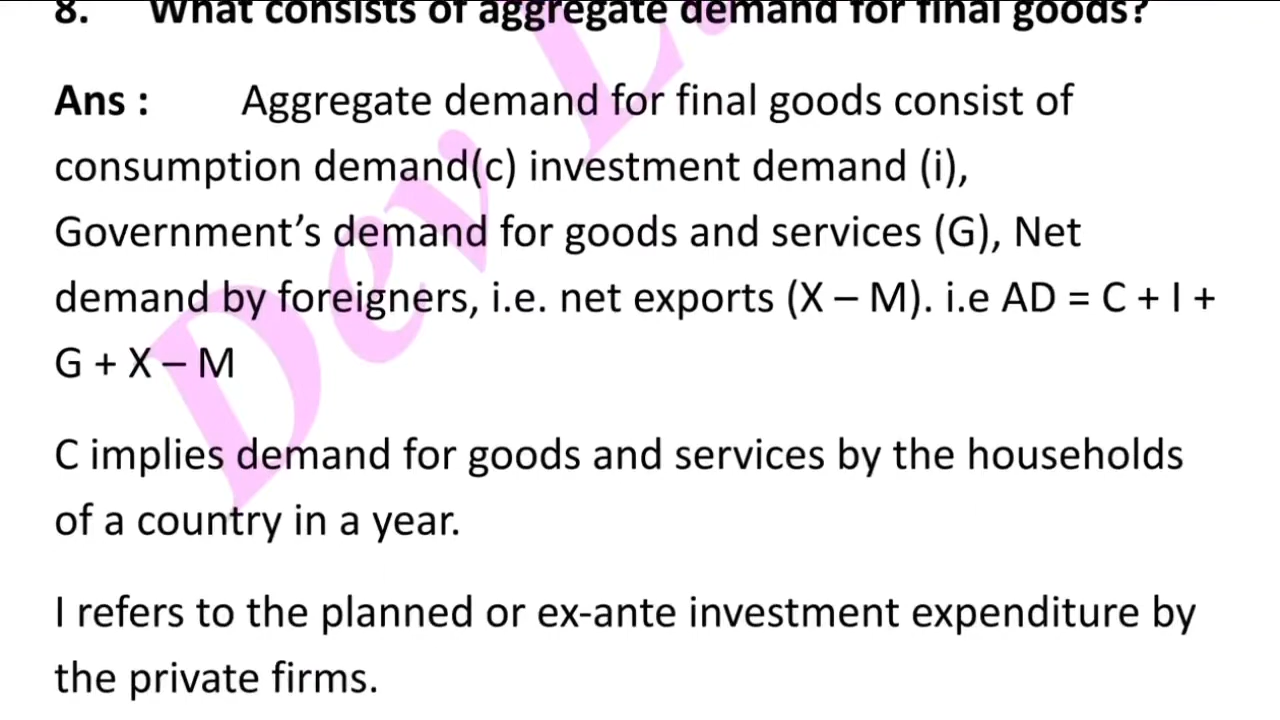 8. What consists of aggregate demand for final goods?
Ans : Aggregate demand for final goods consist of
consumption demand(c) investment demand (i),
Government’s demand for goods and services (G), Net
demand by foreigners, i.e. net exports (X – M). i.e AD = C + I +
G + X – M
C implies demand for goods and services by the households
of a country in a year.
I refers to the planned or ex-ante investment expenditure by
the private firms.
Dev L